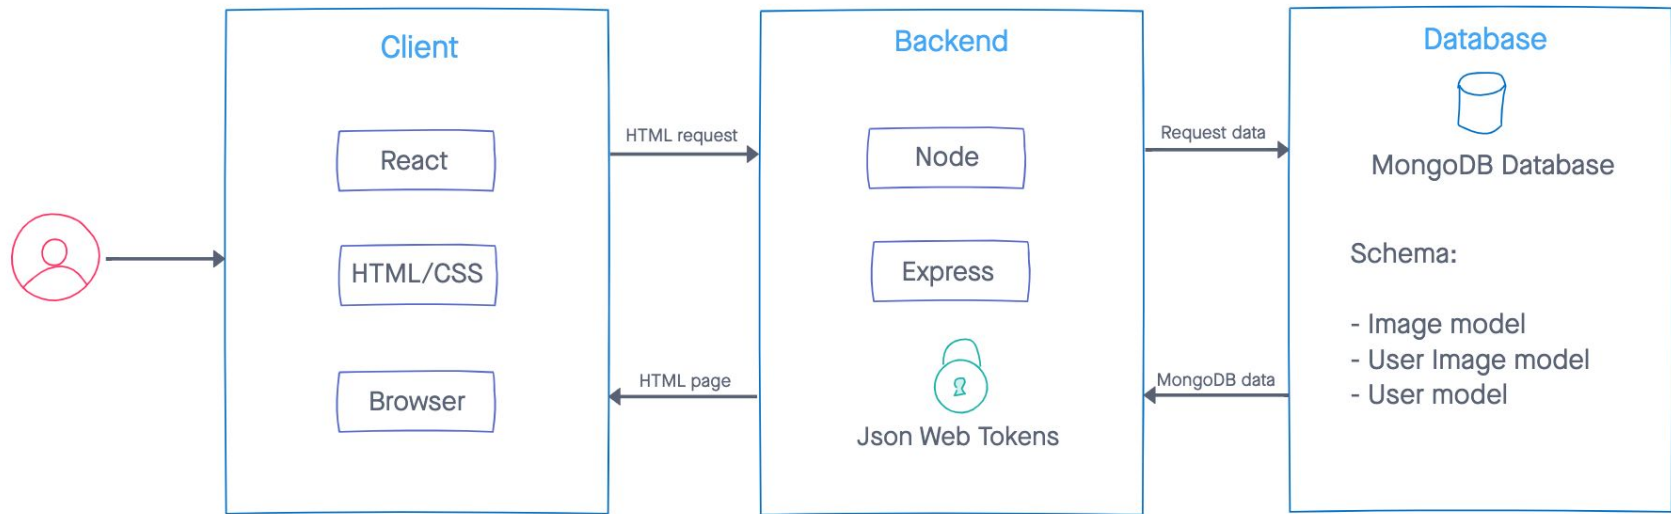 Client
React
HTML/CSS
Browser
HTML request
HTML page
Backend
Node
Express
Json Web Tokens
Request data
MongoDB data
Database
MongoDB Database
Schema:
- Image model
- User Image model
- User model